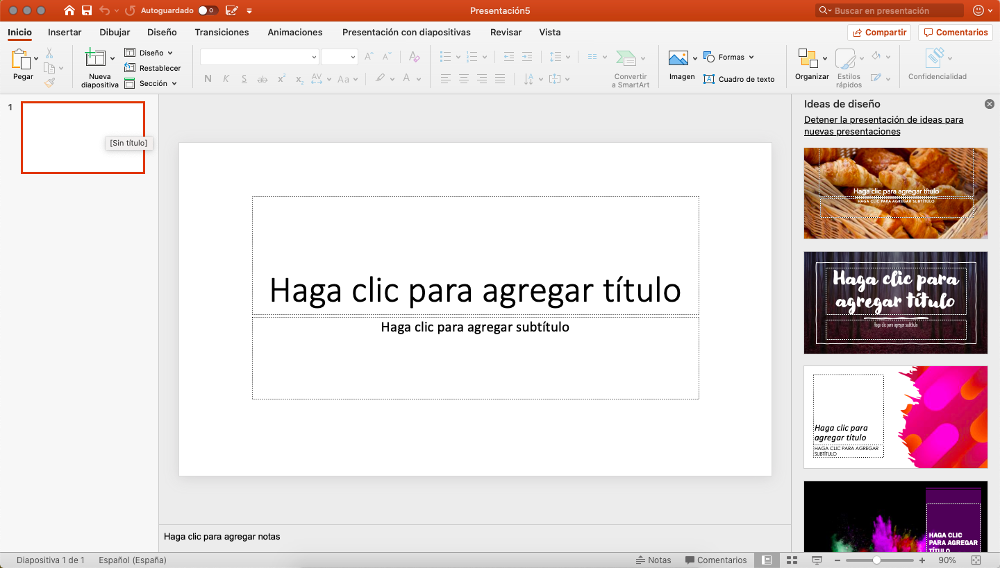 Autoguardado
Presentación5
Buscar en presentación
Inicio
Insertar
Dibujar
Diseño
Transiciones
Animaciones
Presentación con diapositivas
Revisar
Vista
Compartir
Comentarios
Pegar
Nueva
diapositiva
Diseño
Restablecer
Sección
N K S ab x² x₂ AV Aa A
Convertir
a SmartArt
Imagen
Formas
Cuadro de texto
Organizar
Estilos
rápidos
Confidencialidad
1
[Sin título]
Haga clic para agregar título
Haga clic para agregar subtítulo
Haga clic para agregar notas
Ideas de diseño
Detener la presentación de ideas para
nuevas presentaciones
Haga clic para agregar título
HAGA CLIC PARA AGREGAR SUBTÍTULO
Haga clic para
agregar título
Haga clic para agregar subtítulo
Haga clic para
agregar título
HAGA CLIC PARA AGREGAR
SUBTÍTULO
HAGA CLIC
PARA AGREGAR
TÍTULO
Diapositiva 1 de 1
Español (España)
Notas
Comentarios
90%